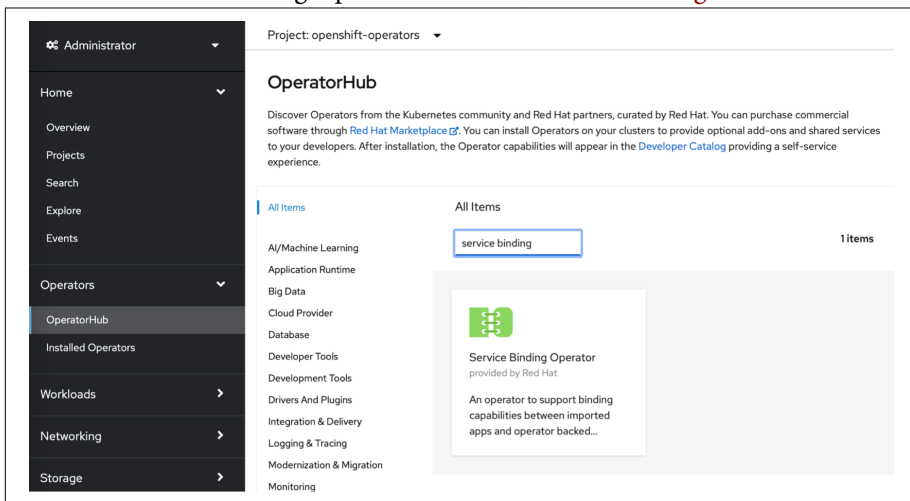 Administrator
Home
Overview
Projects
Search
Explore
Events
Operators
OperatorHub
Installed Operators
Workloads
Networking
Storage
Project: openshift-operators
OperatorHub
Discover Operators from the Kubernetes community and Red Hat partners, curated by Red Hat. You can purchase commercial
software through Red Hat Marketplace. You can install Operators on your clusters to provide optional add-ons and shared services
to your developers. After installation, the Operator capabilities will appear in the Developer Catalog providing a self-service
experience.
All Items
AI/Machine Learning
Application Runtime
Big Data
Cloud Provider
Database
Developer Tools
Development Tools
Drivers And Plugins
Integration & Delivery
Logging & Tracing
Modernization & Migration
Monitoring
All Items
service binding
1 items
Service Binding Operator
provided by Red Hat
An operator to support binding
capabilities between imported
apps and operator backed...